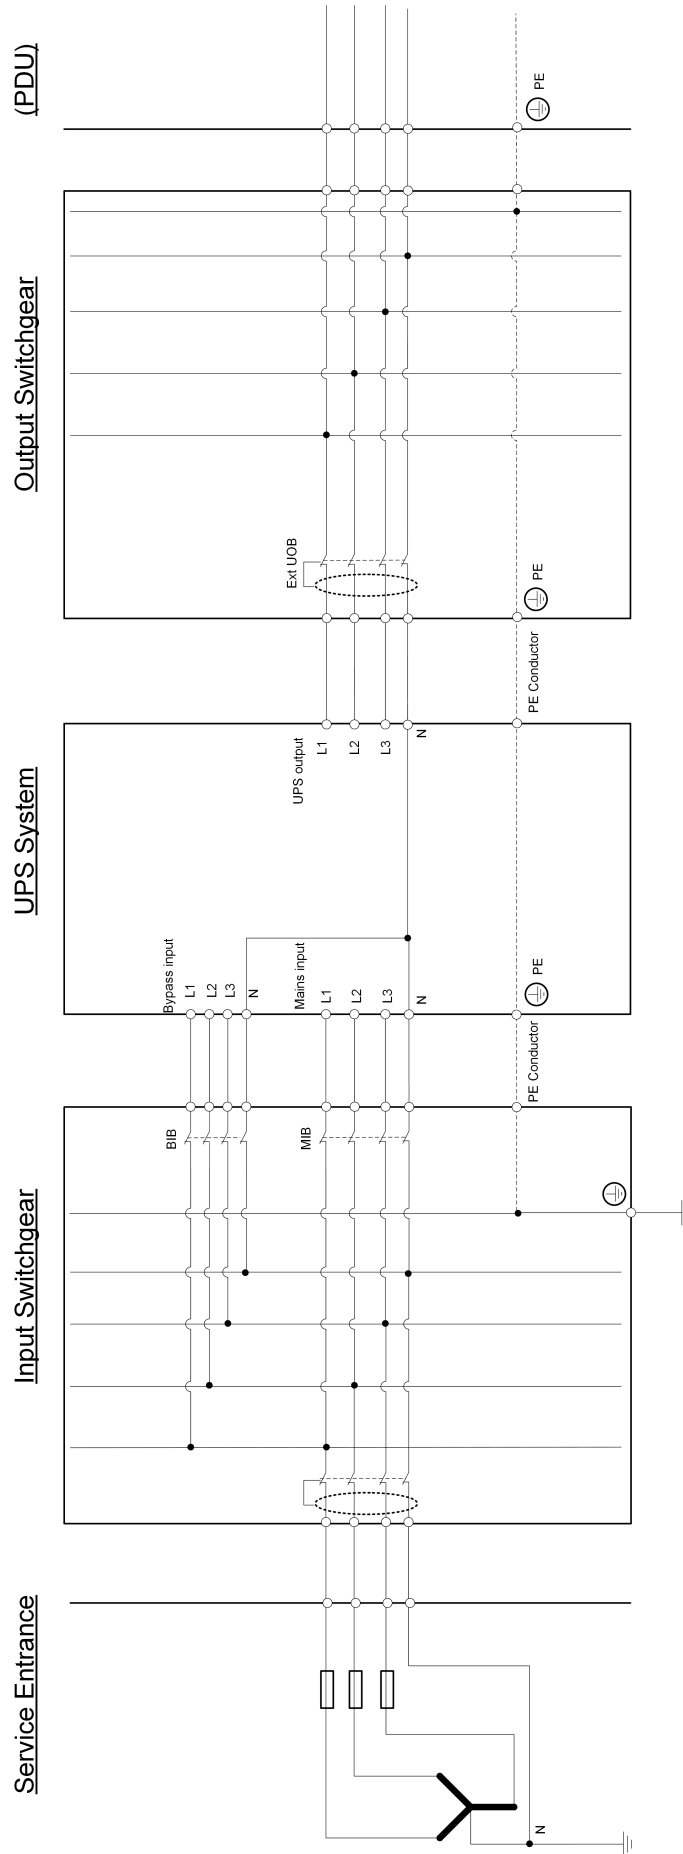 Service Entrance
Input Switchgear
UPS System
Output Switchgear
(PDU)
N
BIB
MIB
PE Conductor
Bypass input
L1
L2
L3
N
Mains input
L1
L2
L3
N
PE
UPS output
L1
L2
L3
N
PE Conductor
Ext UOB
PE
PE